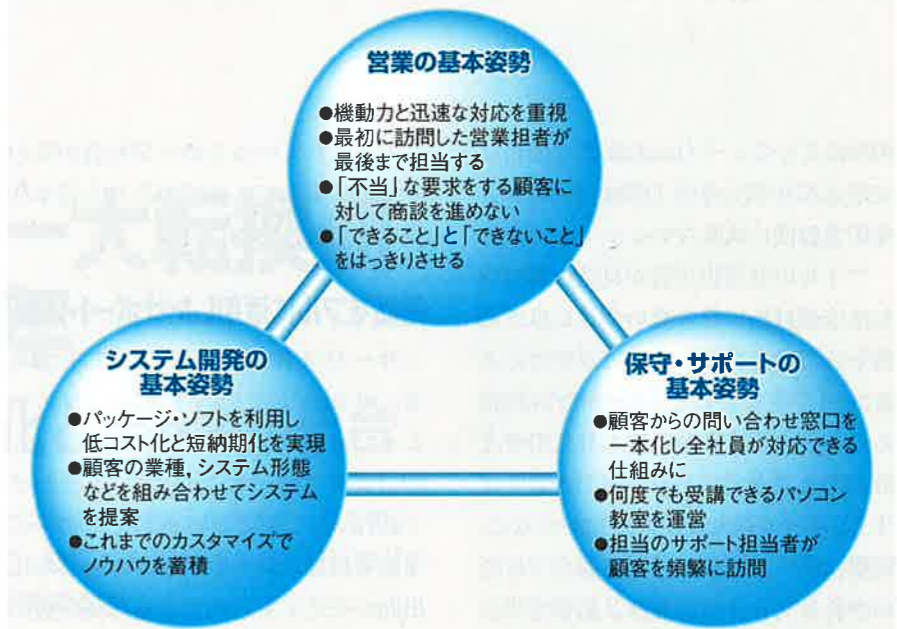 営業の基本姿勢
●機動力と迅速な対応を重視
●最初に訪問した営業担者が
最後まで担当する
●「不当」な要求をする顧客に
対して商談を進めない
●「できること」と「できないこと」
をはっきりさせる
システム開発の
基本姿勢
●パッケージ・ソフトを利用し
低コスト化と短納期化を実現
●顧客の業種，システム形態
などを組み合わせてシステム
を提案
●これまでのカスタマイズで
ノウハウを蓄積
保守・サポートの
基本姿勢
●顧客からの問い合わせ窓口を
一本化し全社員が対応できる
仕組みに
●何度でも受講できるパソコン
教室を運営
●担当のサポート担当者が
顧客を頻繁に訪問